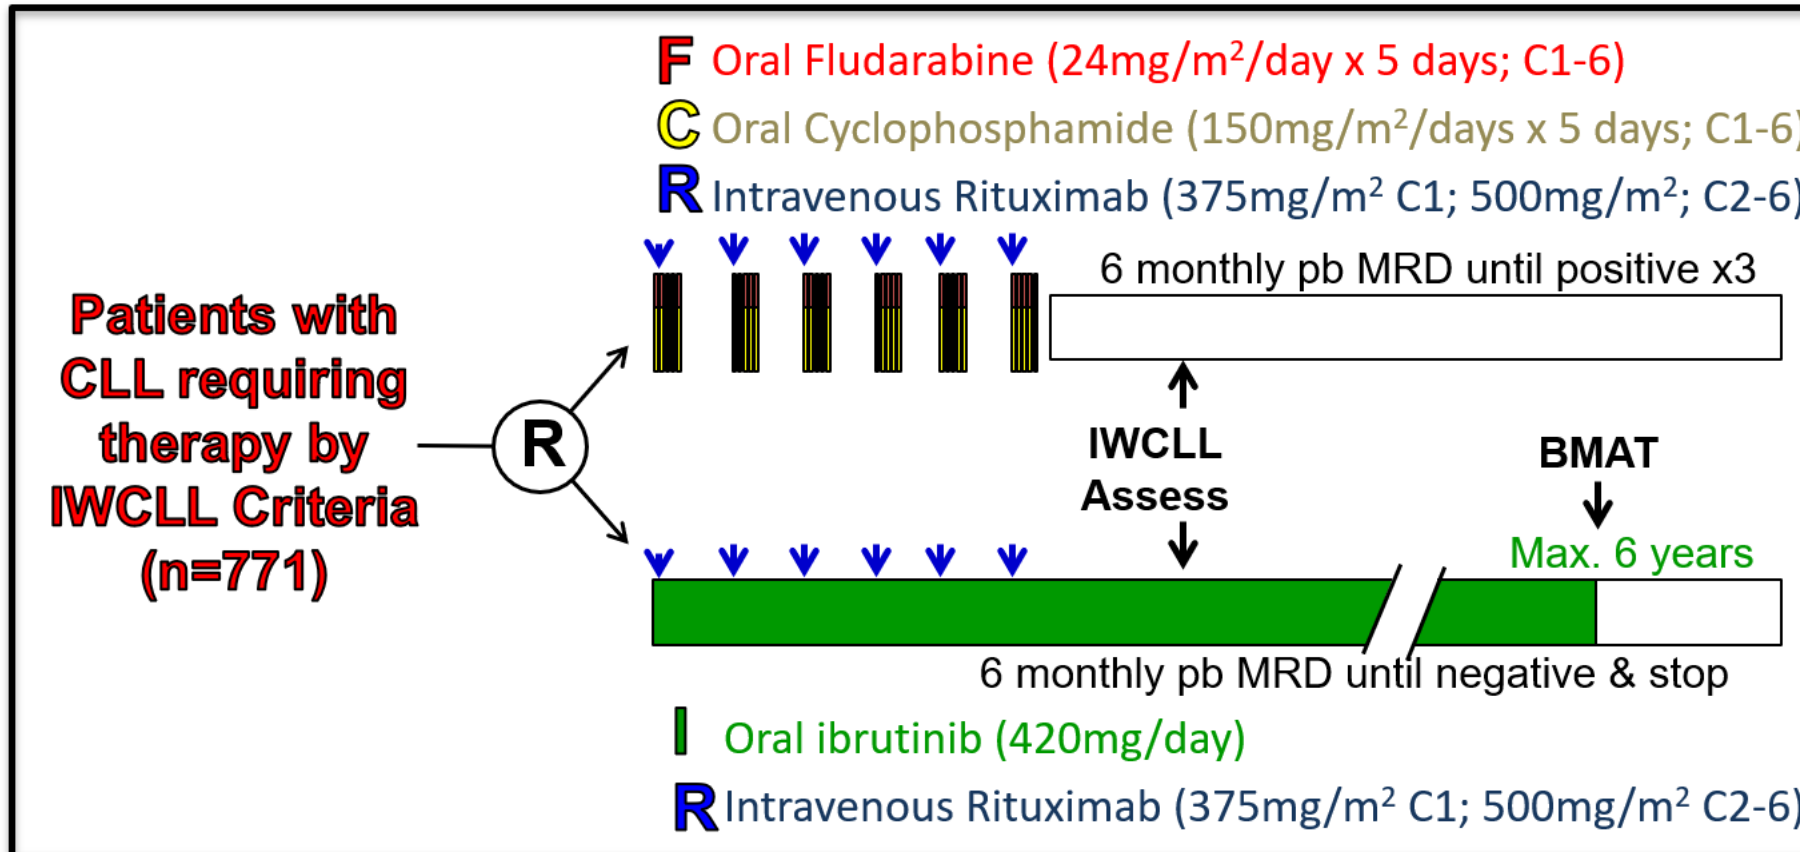 F Oral Fludarabine (24mg/m²/day x 5 days; C1-6)
C Oral Cyclophosphamide (150mg/m²/days x 5 days; C1-6)
R Intravenous Rituximab (375mg/m² C1; 500mg/m²; C2-6)
6 monthly pb MRD until positive x3
Patients with
CLL requiring
therapy by
IWCLL Criteria
(n=771)
R
IWCLL
Assess
BMAT
Max. 6 years
6 monthly pb MRD until negative & stop
I Oral ibrutinib (420mg/day)
R Intravenous Rituximab (375mg/m² C1; 500mg/m² C2-6)